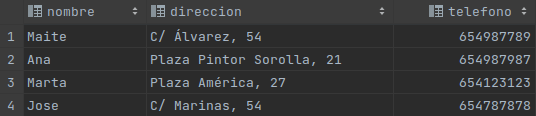 nombre direccion telefono
1 Maite C/ Álvarez, 54 654987789
2 Ana Plaza Pintor Sorolla, 21 654987987
3 Marta Plaza América, 27 654123123
4 Jose C/ Marinas, 54 654787878